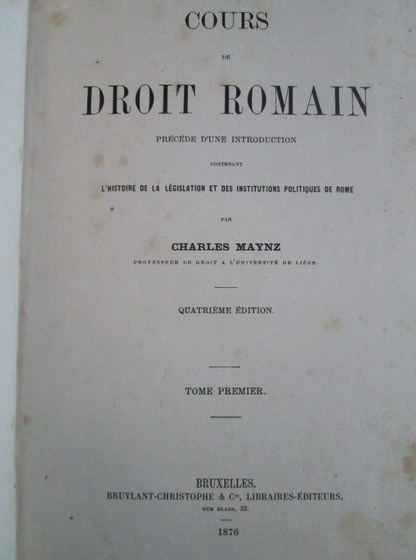 COURS
DE
DROIT ROMAIN
PRÉCÉDÉ D'UNE INTRODUCTION
CONTENANT
L'HISTOIRE DE LA LÉGISLATION ET DES INSTITUTIONS POLITIQUES DE ROME
PAR
CHARLES MAYNZ
PROFESSEUR DE DROIT A L'UNIVERSITÉ DE LIÉGE
QUATRIÈME ÉDITION.
TOME PREMIER.
BRUXELLES.
BRUYLANT-CHRISTOPHE & Cie, LIBRAIRES-ÉDITEURS,
RUE BLAES, 33
1876